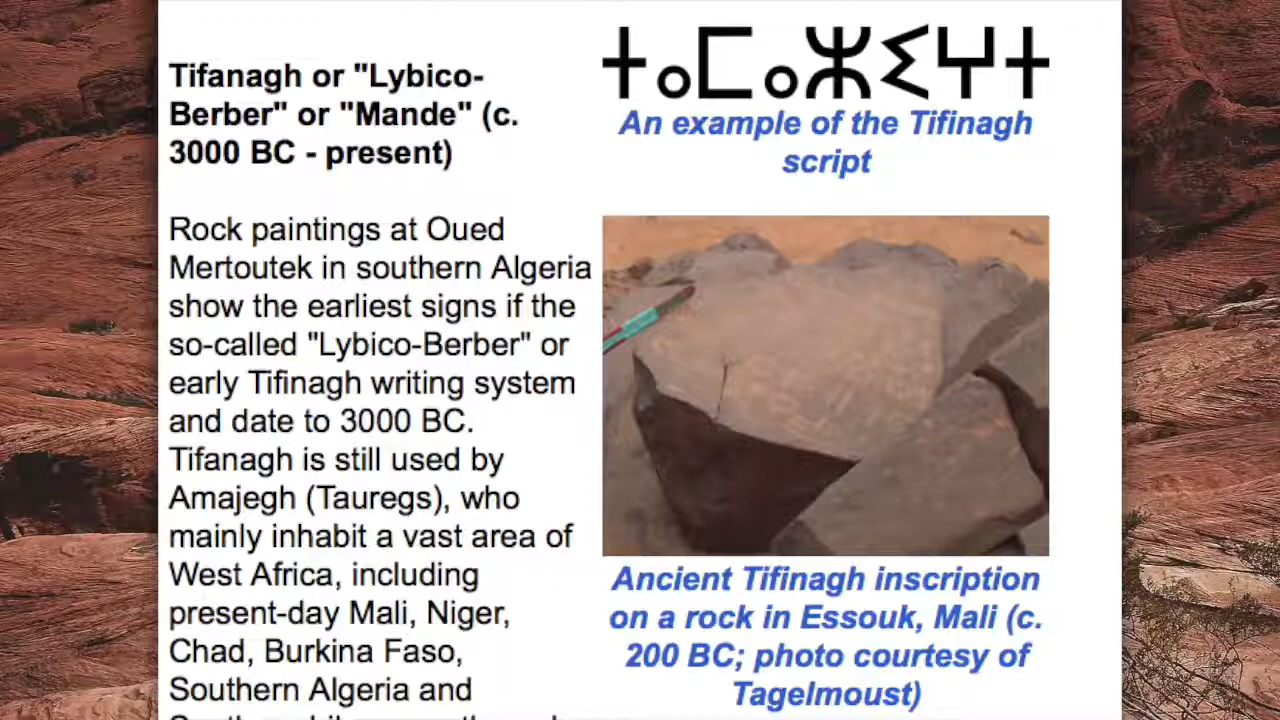 Tifanagh or "Lybico-
Berber" or "Mande" (c.
3000 BC - present)
Rock paintings at Oued
Mertoutek in southern Algeria
show the earliest signs if the
so-called "Lybico-Berber" or
early Tifinagh writing system
and date to 3000 BC.
Tifanagh is still used by
Amajegh (Tauregs), who
mainly inhabit a vast area of
West Africa, including
present-day Mali, Niger,
Chad, Burkina Faso,
Southern Algeria and
ⵜⴰⵎⴰⵣⵉⵖⵜ
An example of the Tifinagh
script
Ancient Tifinagh inscription
on a rock in Essouk, Mali (c.
200 BC; photo courtesy of
Tagelmoust)